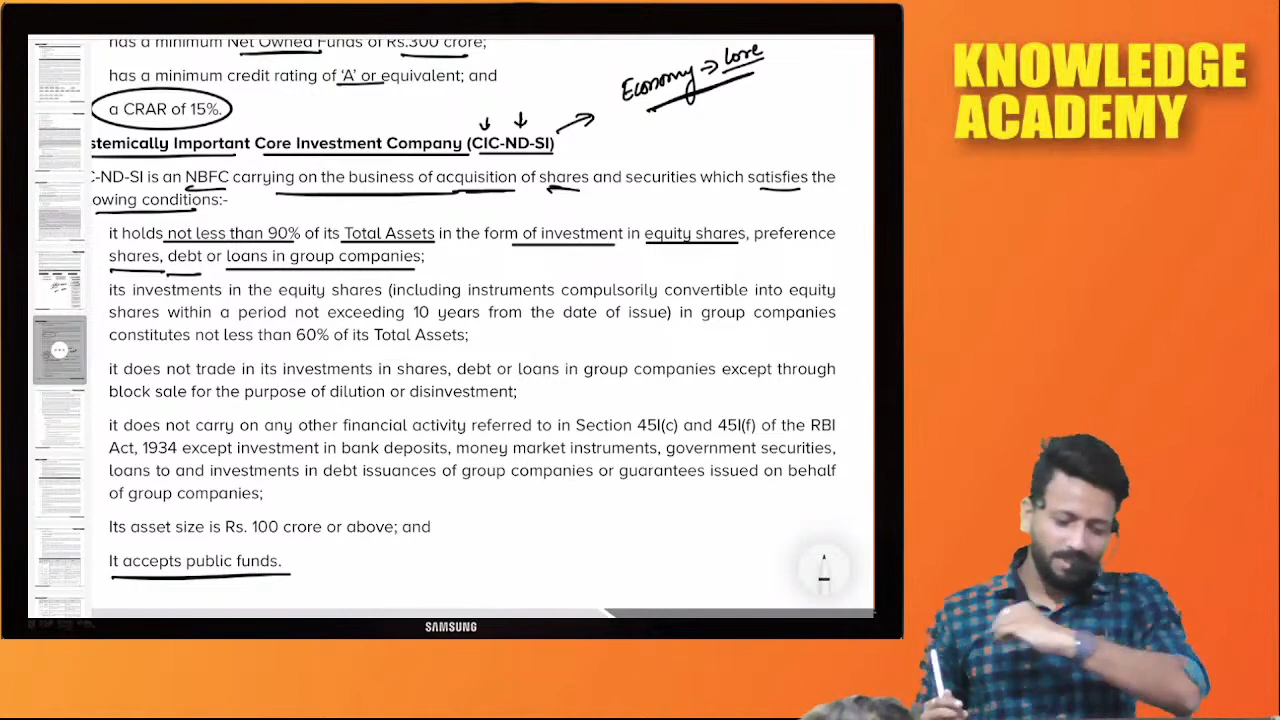 KNOWLEDGE
ACADEMY
has minimum Net Owned Funds of Rs.300 crore;
has minimum credit rating 'A' or equivalent; and
a CRAR of 15%.
Economy → Core
stemically Important Core Investment Company (CIC-ND-SI)
C-ND-SI is an NBFC carrying on the business of acquisition of shares and securities which satisfies the
owing conditions
it holds not less than 90% of its Total Assets in the form of investment in equity shares, preference
shares, debt or loans in group companies;
its investments in the equity shares (including instruments compulsorily convertible into equity
shares within a period not exceeding 10 years from the date of issue) in group companies
constitutes not less than 60% of its Total Assets;
It does not trade in its investments in shares, debt or loans in group companies except through
block sale for the purpose of dilution or disinvestment;
It does not carry on any other financial activity referred to in Section 45I(c) and 45I(f) of the RBI
Act, 1934 except investment in bank deposits, money market instruments, government securities,
loans to and investments in debt issuances of group companies or guarantees issued on behalf
of group companies;
Its asset size is Rs. 100 crore or above; and
It accepts public funds.
SAMSUNG